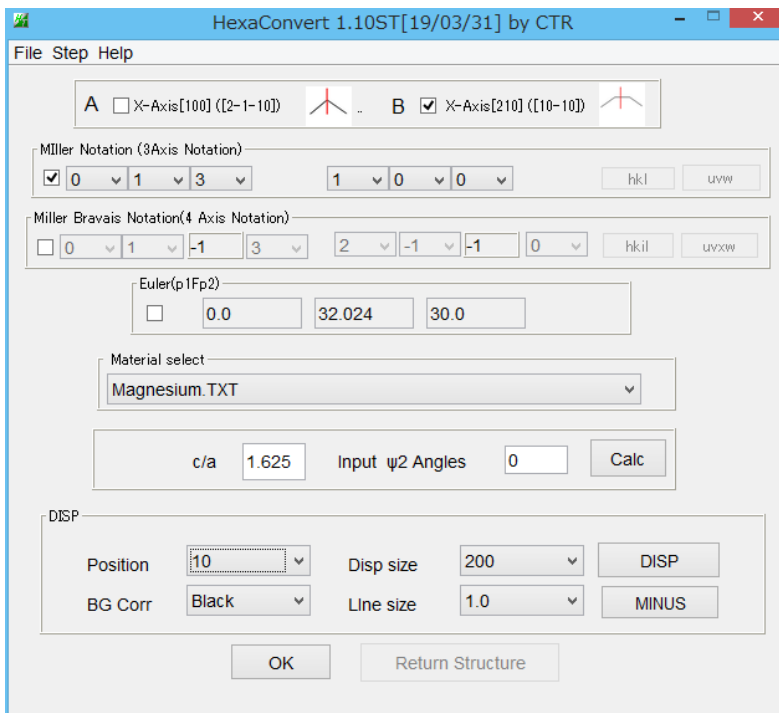 HexaConvert 1.10ST[19/03/31] by CTR
File Step Help
A X-Axis[100] ([2-1-10]) .. B X-Axis[210] ([10-10])
MIller Notation (3Axis Notation)
0 1 3 1 0 0 hkl uvw
Miller Bravais Notation(4 Axis Notation)
0 1 -1 3 2 -1 -1 0 hkil uvxw
Euler(p1Fp2)
0.0 32.024 30.0
Material select
Magnesium.TXT
c/a 1.625 Input ψ2 Angles 0 Calc
DISP
Position 10 Disp size 200 DISP
BG Corr Black LIne size 1.0 MINUS
OK Return Structure